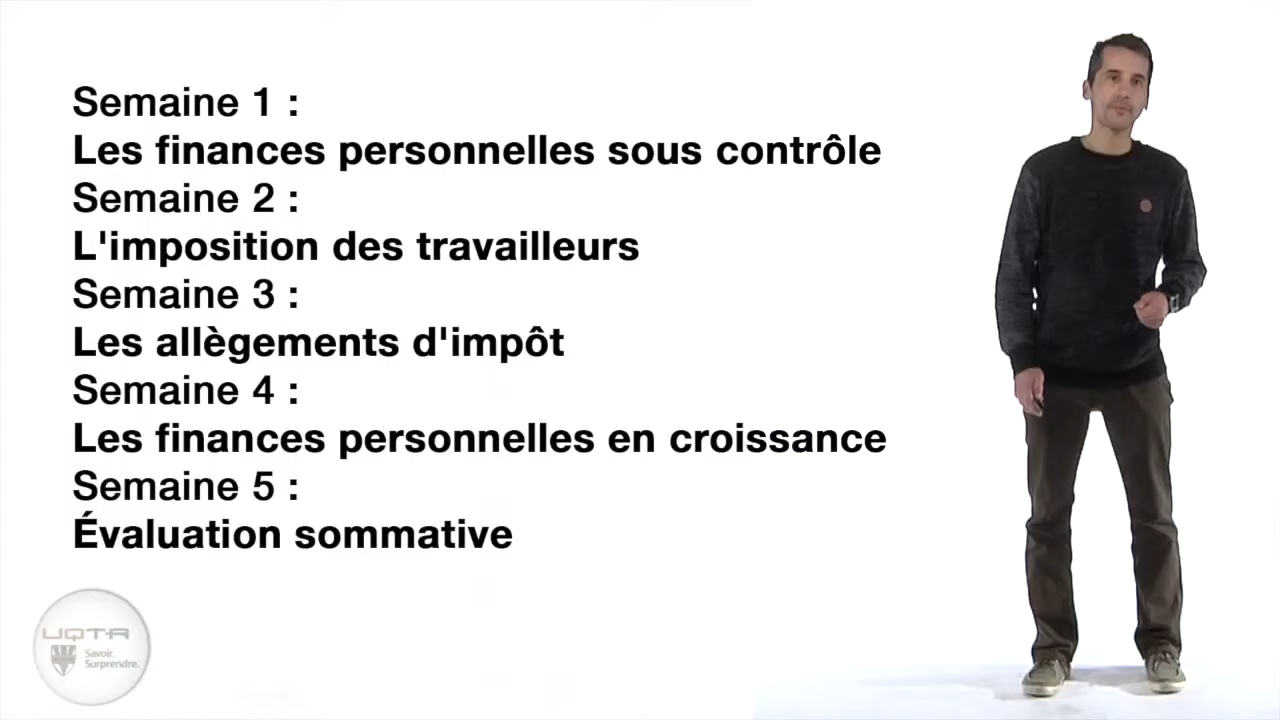 Semaine 1 :
Les finances personnelles sous contrôle
Semaine 2 :
L'imposition des travailleurs
Semaine 3 :
Les allègements d'impôt
Semaine 4 :
Les finances personnelles en croissance
Semaine 5 :
Évaluation sommative
UQTR
Savoir.
Surprendre.